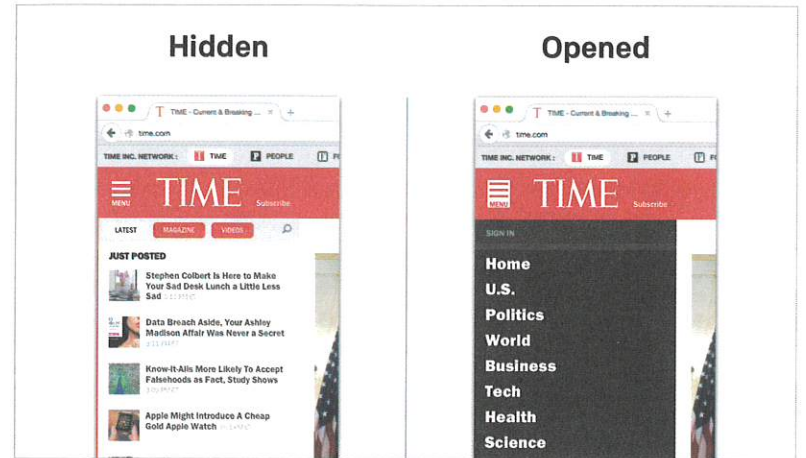 Hidden
TIME - Current & Breaking ... × +
time.com
TIME INC. NETWORK : TIME PEOPLE
MENU TIME Subscribe
LATEST MAGAZINE VIDEOS
JUST POSTED
Stephen Colbert Is Here to Make
Your Sad Desk Lunch a Little Less
Sad
Data Breach Aside, Your Ashley
Madison Affair Was Never a Secret
Know-It-Alls More Likely To Accept
Falsehoods as Fact, Study Shows
Apple Might Introduce A Cheap
Gold Apple Watch
Opened
TIME - Current & Breaking ... × +
time.com
TIME INC. NETWORK : TIME PEOPLE
MENU TIME Subscribe
SIGN IN
Home
U.S.
Politics
World
Business
Tech
Health
Science